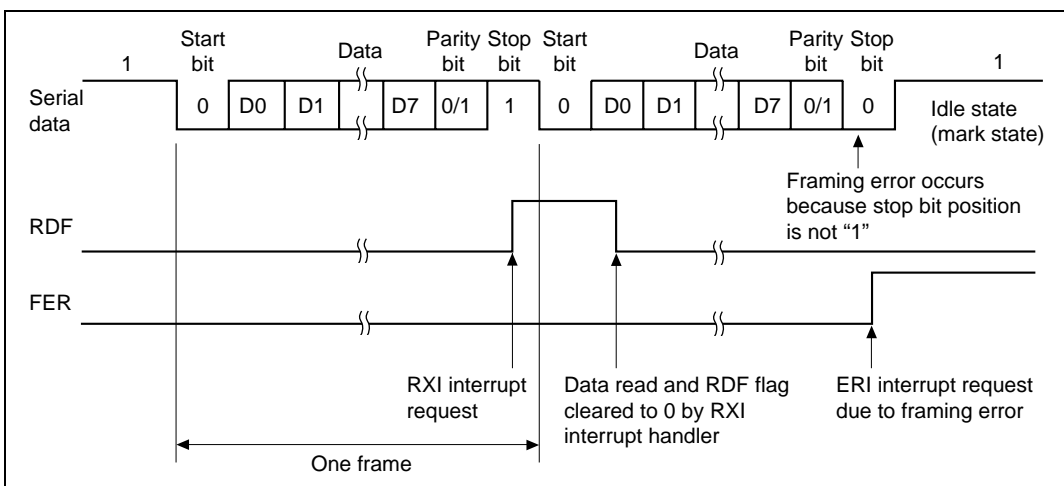 Start bit Data Parity bit Stop bit Start bit Data Parity bit Stop bit
1 1
Serial data
0 D0 D1 D7 0/1 1 0 D0 D1 D7 0/1 0
Idle state
(mark state)
Framing error occurs
because stop bit position
is not “1”
RDF
FER
RXI interrupt
request
Data read and RDF flag
cleared to 0 by RXI
interrupt handler
ERI interrupt request
due to framing error
One frame